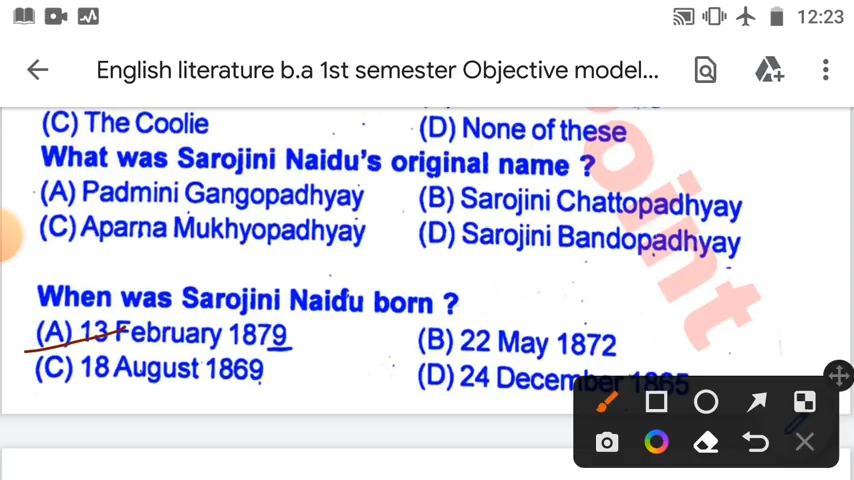 12:23
English literature b.a 1st semester Objective model...
(C) The Coolie (D) None of these
What was Sarojini Naidu's original name ?
(A) Padmini Gangopadhyay (B) Sarojini Chattopadhyay
(C) Aparna Mukhyopadhyay (D) Sarojini Bandopadhyay
When was Sarojini Naidu born ?
(A) 13 February 1879 (B) 22 May 1872
(C) 18 August 1869 (D) 24 December 1865
oint